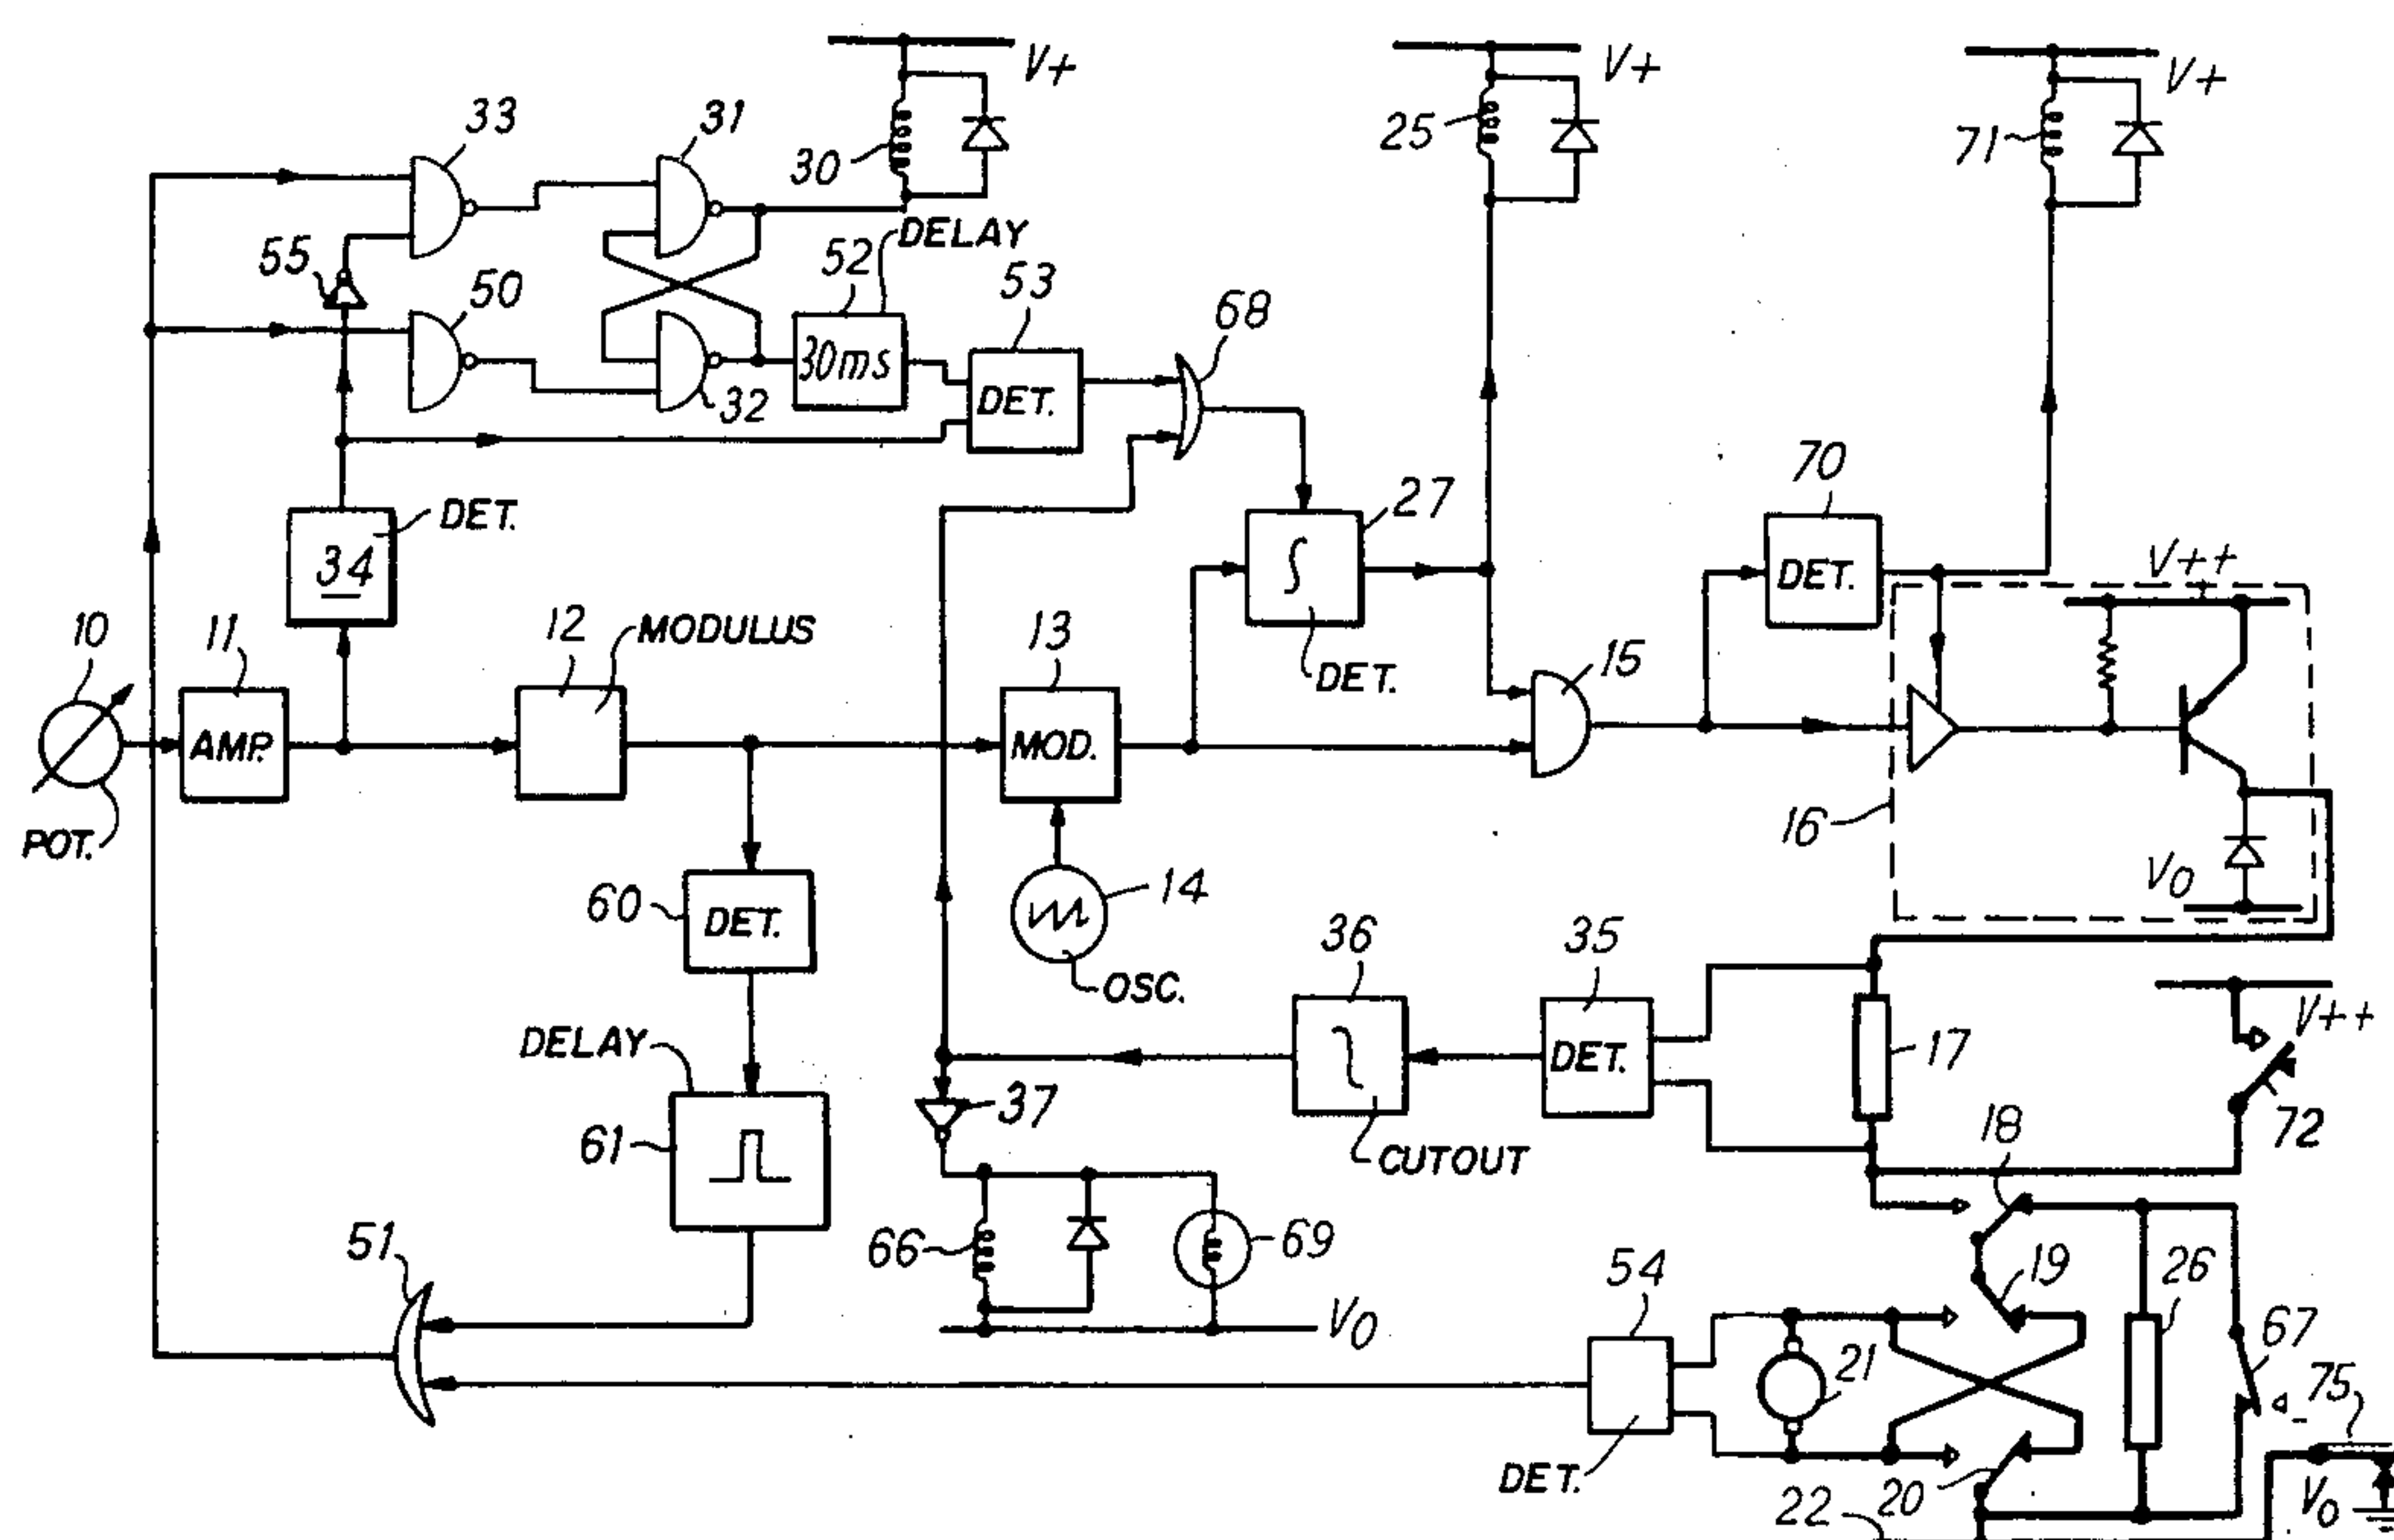 V+
V+
V+
33
31
30
25
71
DELAY
52
53
55
50
68
30ms
32
DET.
70
27
DET.
34
V++
DET.
10
11
12
MODULUS
13
DET.
15
AMP.
MOD.
POT.
16
V0
60
DET.
14
36
35
OSC.
V++
DELAY
37
DET.
17
72
61
CUTOUT
18
51
66
69
54
19
26
V0
67
21
75
DET.
22
20
V0